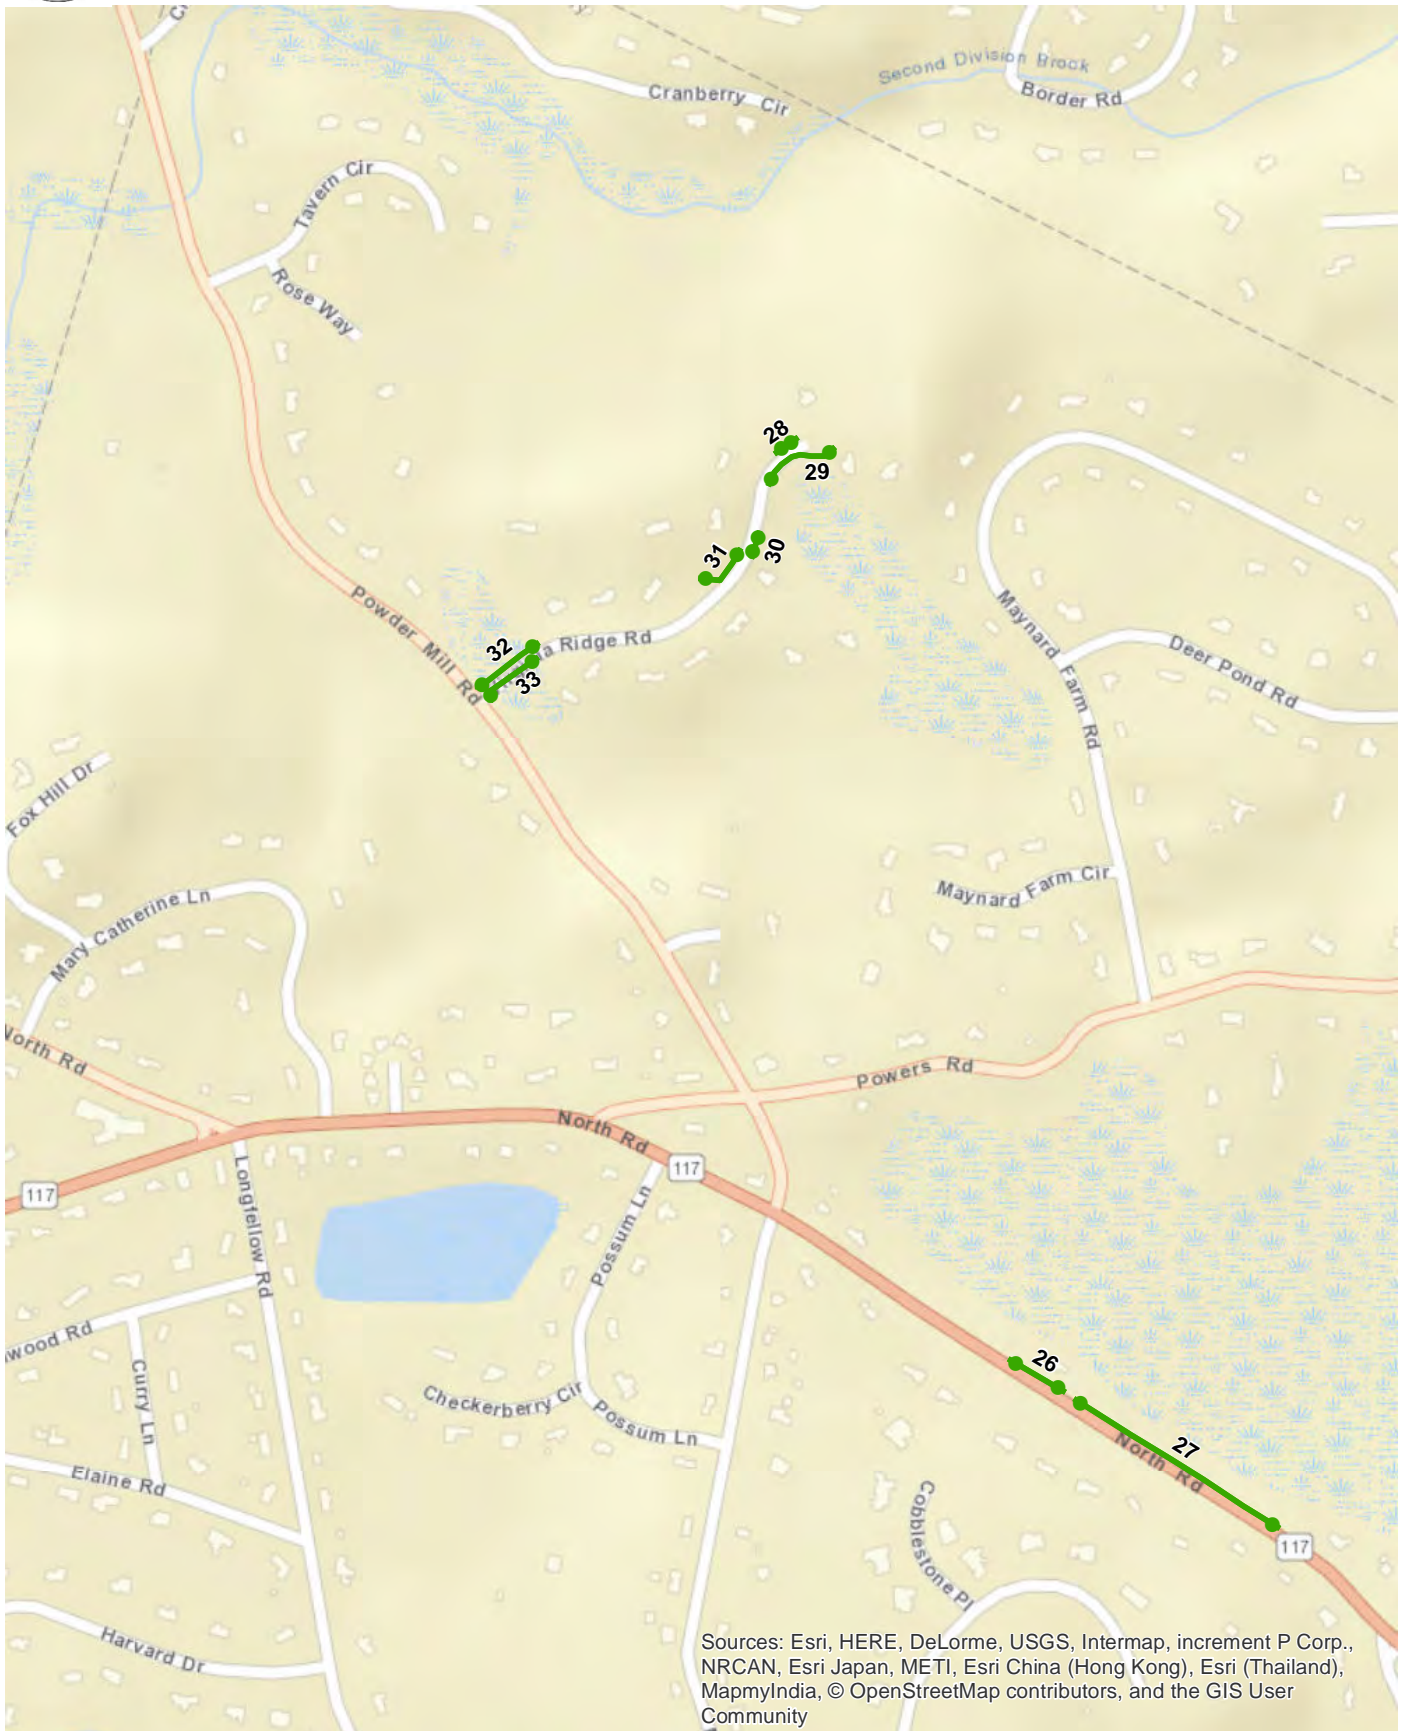 Second Division Brook
Cranberry Cir
Border Rd
Tavern Cir
Rose Way
28
29
30
31
Powder Mill Rd
32
33
Ridge Rd
Maynard Farm Rd
Deer Pond Rd
Fox Hill Dr
Mary Catherine Ln
Maynard Farm Cir
North Rd
Powers Rd
North Rd
117
117
Longfellow Rd
Possum Ln
wood Rd
Curry Ln
Checkerberry Cir
Possum Ln
26
27
North Rd
Elaine Rd
Cobblestone Pl
117
Harvard Dr
Sources: Esri, HERE, DeLorme, USGS, Intermap, increment P Corp.,
NRCAN, Esri Japan, METI, Esri China (Hong Kong), Esri (Thailand),
MapmyIndia, © OpenStreetMap contributors, and the GIS User
Community